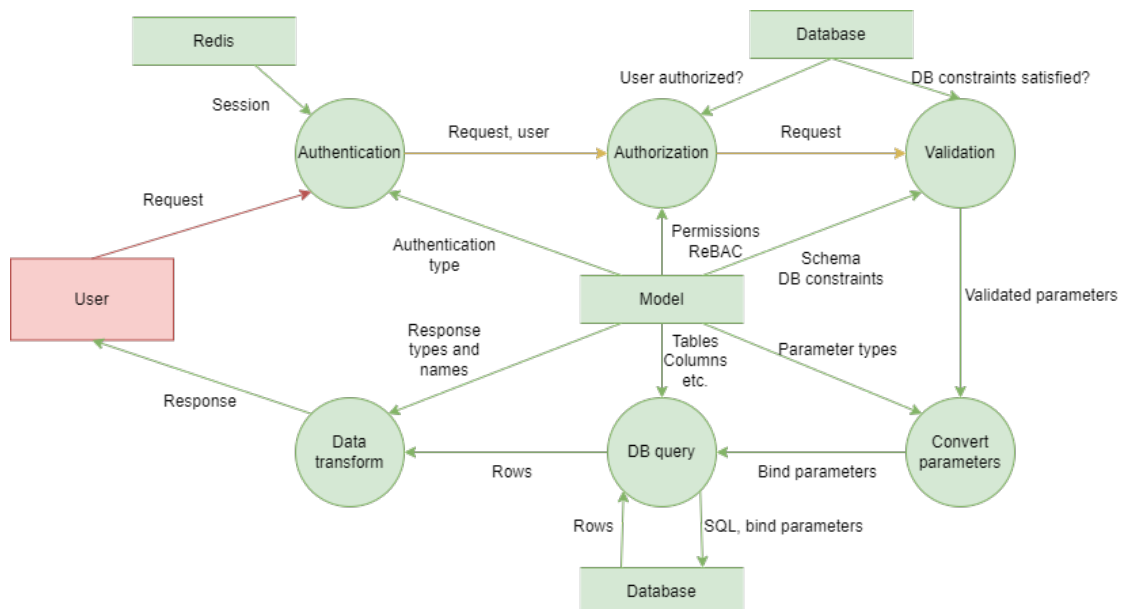 Redis
Database
User authorized?
DB constraints satisfied?
Session
Authentication
Request, user
Authorization
Request
Validation
Request
Permissions
ReBAC
Authentication
type
Schema
DB constraints
User
Model
Validated parameters
Response
types and
names
Tables
Columns
etc.
Parameter types
Response
Data
transform
Rows
DB query
Bind parameters
Convert
parameters
Rows
SQL, bind parameters
Database